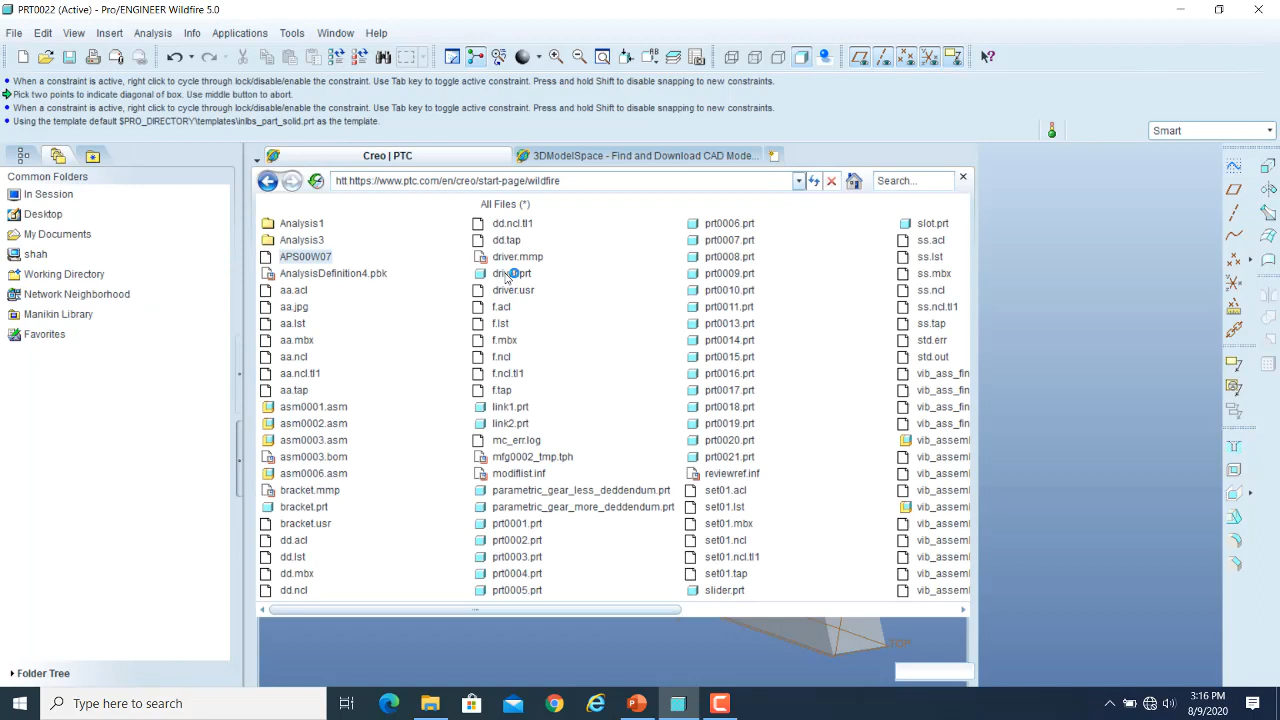 PRT0022 (Active) - Pro/ENGINEER Wildfire 5.0
File Edit View Insert Analysis Info Applications Tools Window Help
When a constraint is active, right click to cycle through lock/disable/enable the constraint. Use Tab key to toggle active constraint. Press and hold Shift to disable snapping to new constraints.
Pick two points to indicate diagonal of box. Use middle button to abort.
When a constraint is active, right click to cycle through lock/disable/enable the constraint. Use Tab key to toggle active constraint. Press and hold Shift to disable snapping to new constraints.
Using the template default $PRO_DIRECTORY\templates\inlbs_part_solid.prt as the template.
Smart
Creo | PTC
3DModelSpace - Find and Download CAD Mode...
htt https://www.ptc.com/en/creo/start-page/wildfire
Search...
Common Folders
In Session
Desktop
My Documents
shah
Working Directory
Network Neighborhood
Manikin Library
Favorites
Folder Tree
All Files (*)
Analysis1
Analysis3
APS00W07
AnalysisDefinition4.pbk
aa.acl
aa.jpg
aa.lst
aa.mbx
aa.ncl
aa.ncl.tl1
aa.tap
asm0001.asm
asm0002.asm
asm0003.asm
asm0003.bom
asm0006.asm
bracket.mmp
bracket.prt
bracket.usr
dd.acl
dd.lst
dd.mbx
dd.ncl
dd.ncl.tl1
dd.tap
driver.mmp
driver.prt
driver.usr
f.acl
f.lst
f.mbx
f.ncl
f.ncl.tl1
f.tap
link1.prt
link2.prt
mc_err.log
mfg0002_tmp.tph
modiflist.inf
parametric_gear_less_deddendum.prt
parametric_gear_more_deddendum.prt
prt0001.prt
prt0002.prt
prt0003.prt
prt0004.prt
prt0005.prt
prt0006.prt
prt0007.prt
prt0008.prt
prt0009.prt
prt0010.prt
prt0011.prt
prt0013.prt
prt0014.prt
prt0015.prt
prt0016.prt
prt0017.prt
prt0018.prt
prt0019.prt
prt0020.prt
prt0021.prt
reviewref.inf
set01.acl
set01.lst
set01.mbx
set01.ncl
set01.ncl.tl1
set01.tap
slider.prt
slot.prt
ss.acl
ss.lst
ss.mbx
ss.ncl
ss.ncl.tl1
ss.tap
std.err
std.out
vib_ass_fin
vib_ass_fin
vib_ass_fin
vib_assem
vib_assem
vib_assem
vib_assem
vib_assem
vib_assem
vib_assem
vib_assem
vib_assem
vib_assem
TOP
Type here to search
3:16 PM
8/9/2020